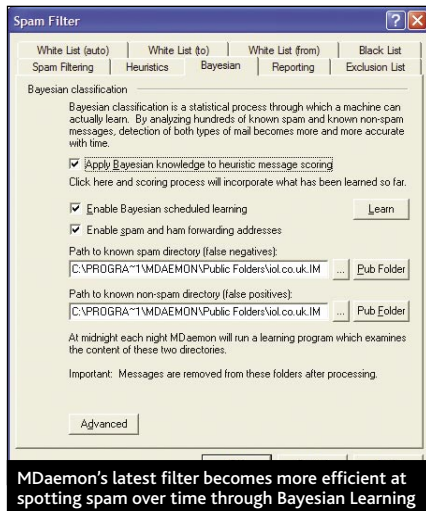 Spam Filter
White List (auto) White List (to) White List (from) Black List
Spam Filtering Heuristics Bayesian Reporting Exclusion List
Bayesian classification
Bayesian classification is a statistical process through which a machine can
actually learn. By analyzing hundreds of known spam and known non-spam
messages, detection of both types of mail becomes more and more accurate
with time.
Apply Bayesian knowledge to heuristic message scoring
Click here and scoring process will incorporate what has been learned so far.
Enable Bayesian scheduled learning Learn
Enable spam and ham forwarding addresses
Path to known spam directory (false negatives):
C:\PROGRA~1\MDAEMON\Public Folders\iol.co.uk.IM ... Pub Folder
Path to known non-spam directory (false positives):
C:\PROGRA~1\MDAEMON\Public Folders\iol.co.uk.IM ... Pub Folder
At midnight each night MDaemon will run a learning program which examines
the content of these two directories.
Important: Messages are removed from these folders after processing.
Advanced
MDaemon's latest filter becomes more efficient at
spotting spam over time through Bayesian Learning